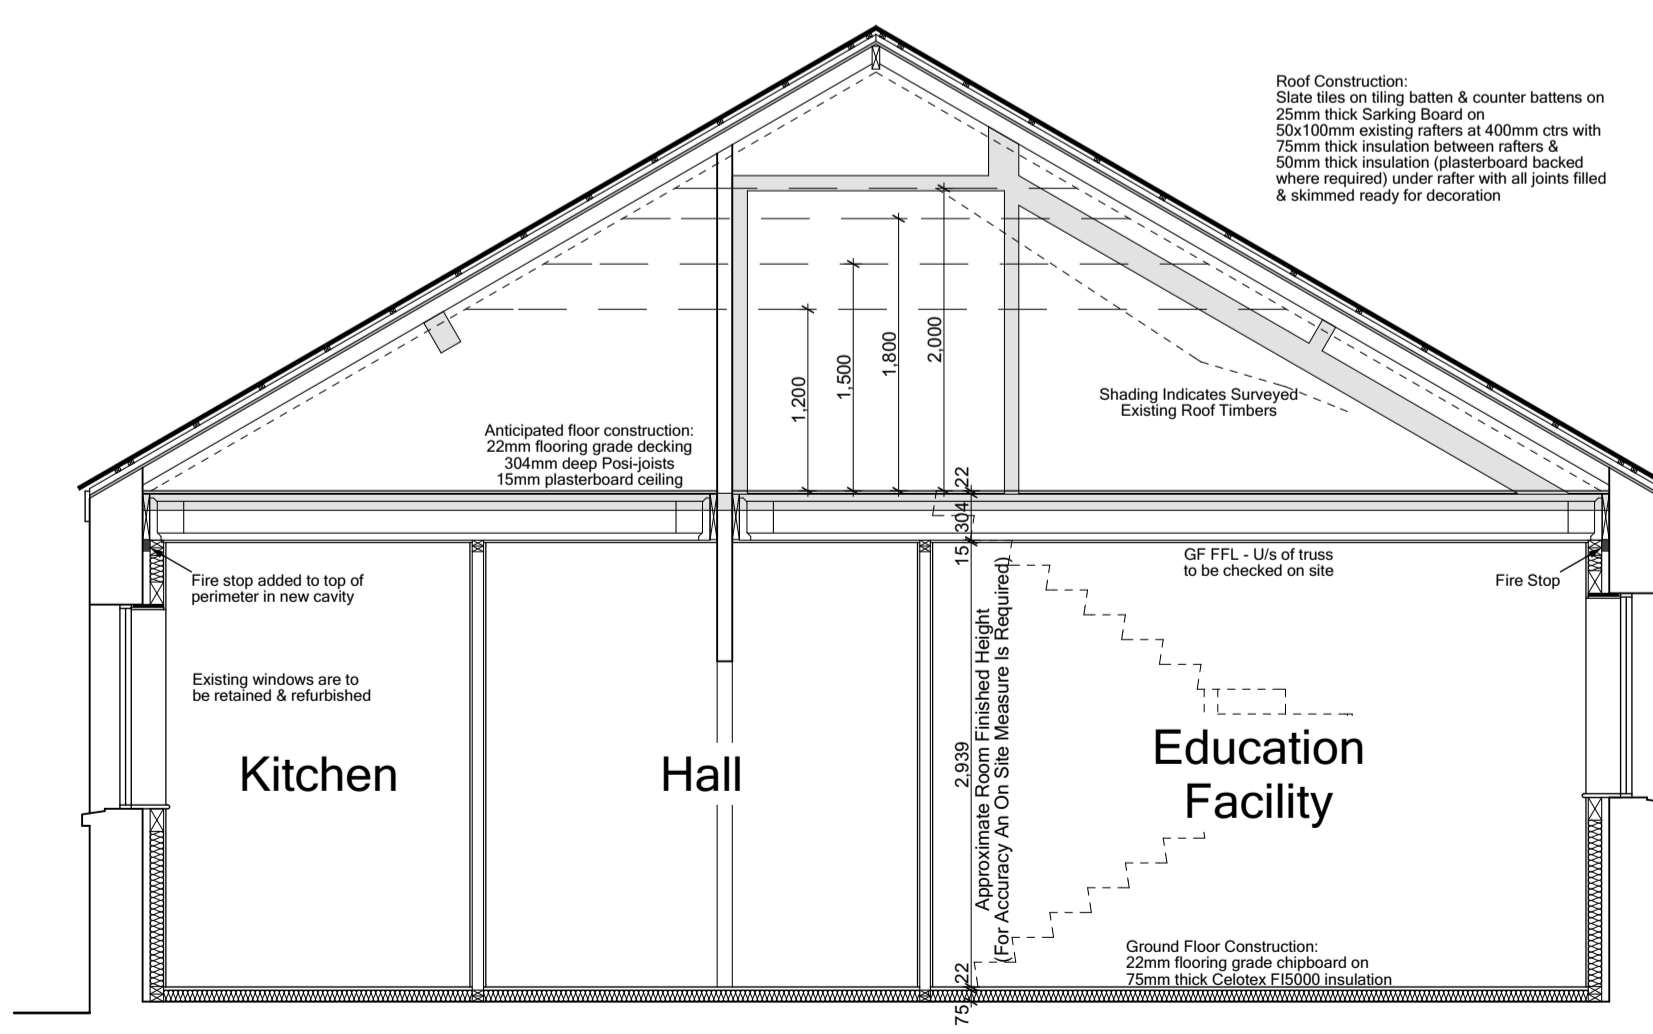 Roof Construction:
Slate tiles on tiling batten & counter battens on
25mm thick Sarking Board on
50x100mm existing rafters at 400mm ctrs with
75mm thick insulation between rafters &
50mm thick insulation (plasterboard backed
where required) under rafter with all joints filled
& skimmed ready for decoration
1,200
1,500
1,800
2,000
Shading Indicates Surveyed
Existing Roof Timbers
Anticipated floor construction:
22mm flooring grade decking
304mm deep Posi-joists
15mm plasterboard ceiling
22
304
15
GF FFL - U/s of truss
to be checked on site
Fire Stop
Fire stop added to top of
perimeter in new cavity
Existing windows are to
be retained & refurbished
Kitchen
Hall
2,939
Approximate Room Finished Height
(For Accuracy An On Site Measure Is Required)
Education
Facility
Ground Floor Construction:
22mm flooring grade chipboard on
75mm thick Celotex FI5000 insulation
22
75